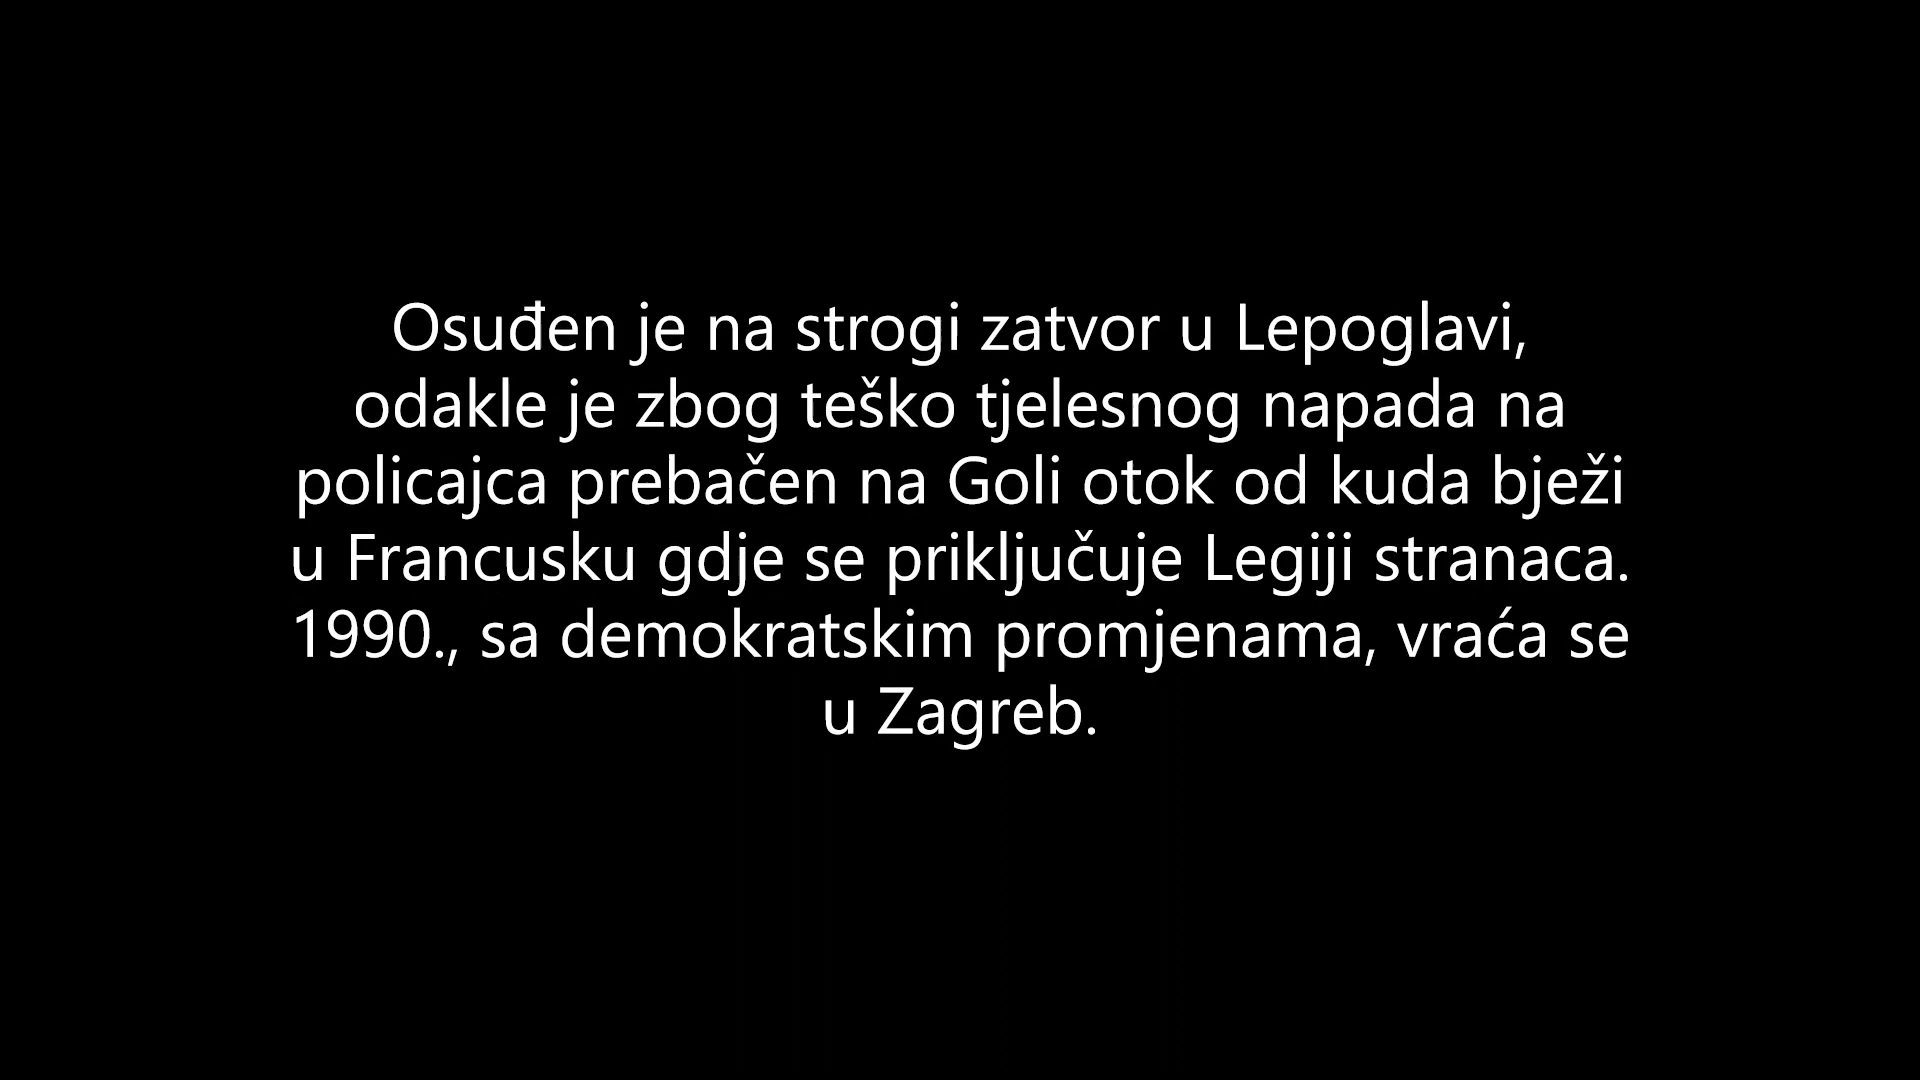 Osuđen je na strogi zatvor u Lepoglavi,
odakle je zbog teško tjelesnog napada na
policajca prebačen na Goli otok od kuda bježi
u Francusku gdje se priključuje Legiji stranaca.
1990., sa demokratskim promjenama, vraća se
u Zagreb.